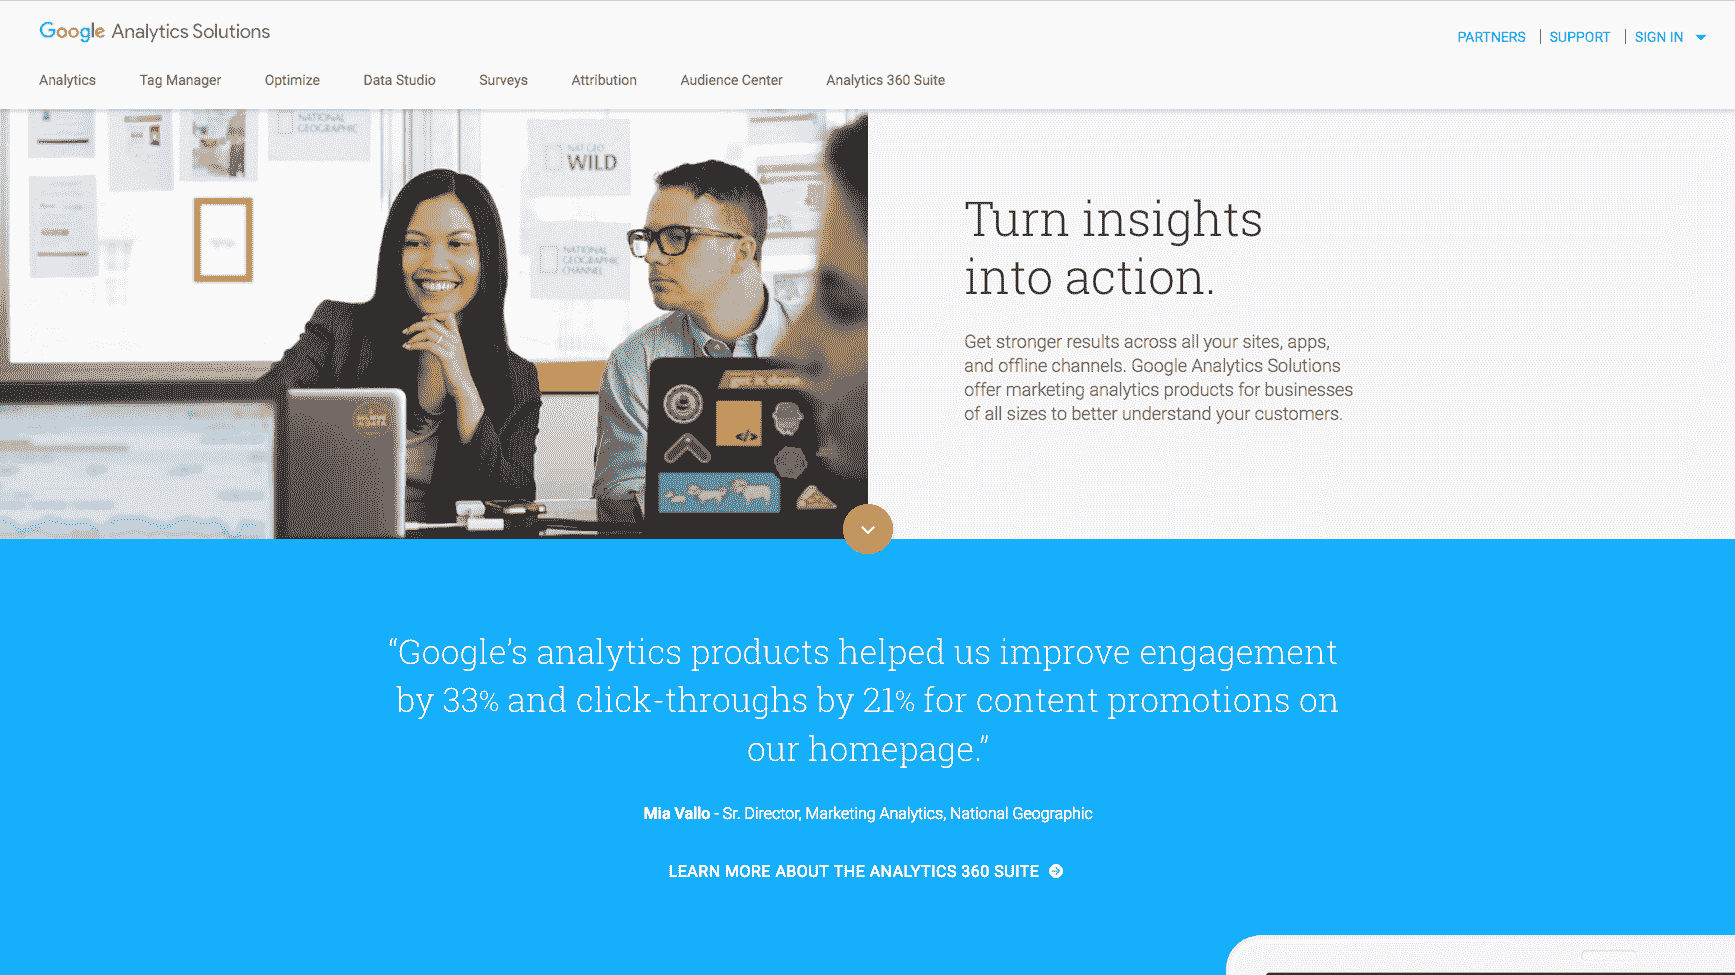 Google Analytics Solutions
PARTNERS | SUPPORT | SIGN IN
Analytics Tag Manager Optimize Data Studio Surveys Attribution Audience Center Analytics 360 Suite
NATIONAL
GEOGRAPHIC
NAT GEO
WILD
NATIONAL
GEOGRAPHIC
CHANNEL
get it done
</>
Turn insights
into action.
Get stronger results across all your sites, apps,
and offline channels. Google Analytics Solutions
offer marketing analytics products for businesses
of all sizes to better understand your customers.
“Google’s analytics products helped us improve engagement
by 33% and click-throughs by 21% for content promotions on
our homepage.”
Mia Vallo - Sr. Director, Marketing Analytics, National Geographic
LEARN MORE ABOUT THE ANALYTICS 360 SUITE